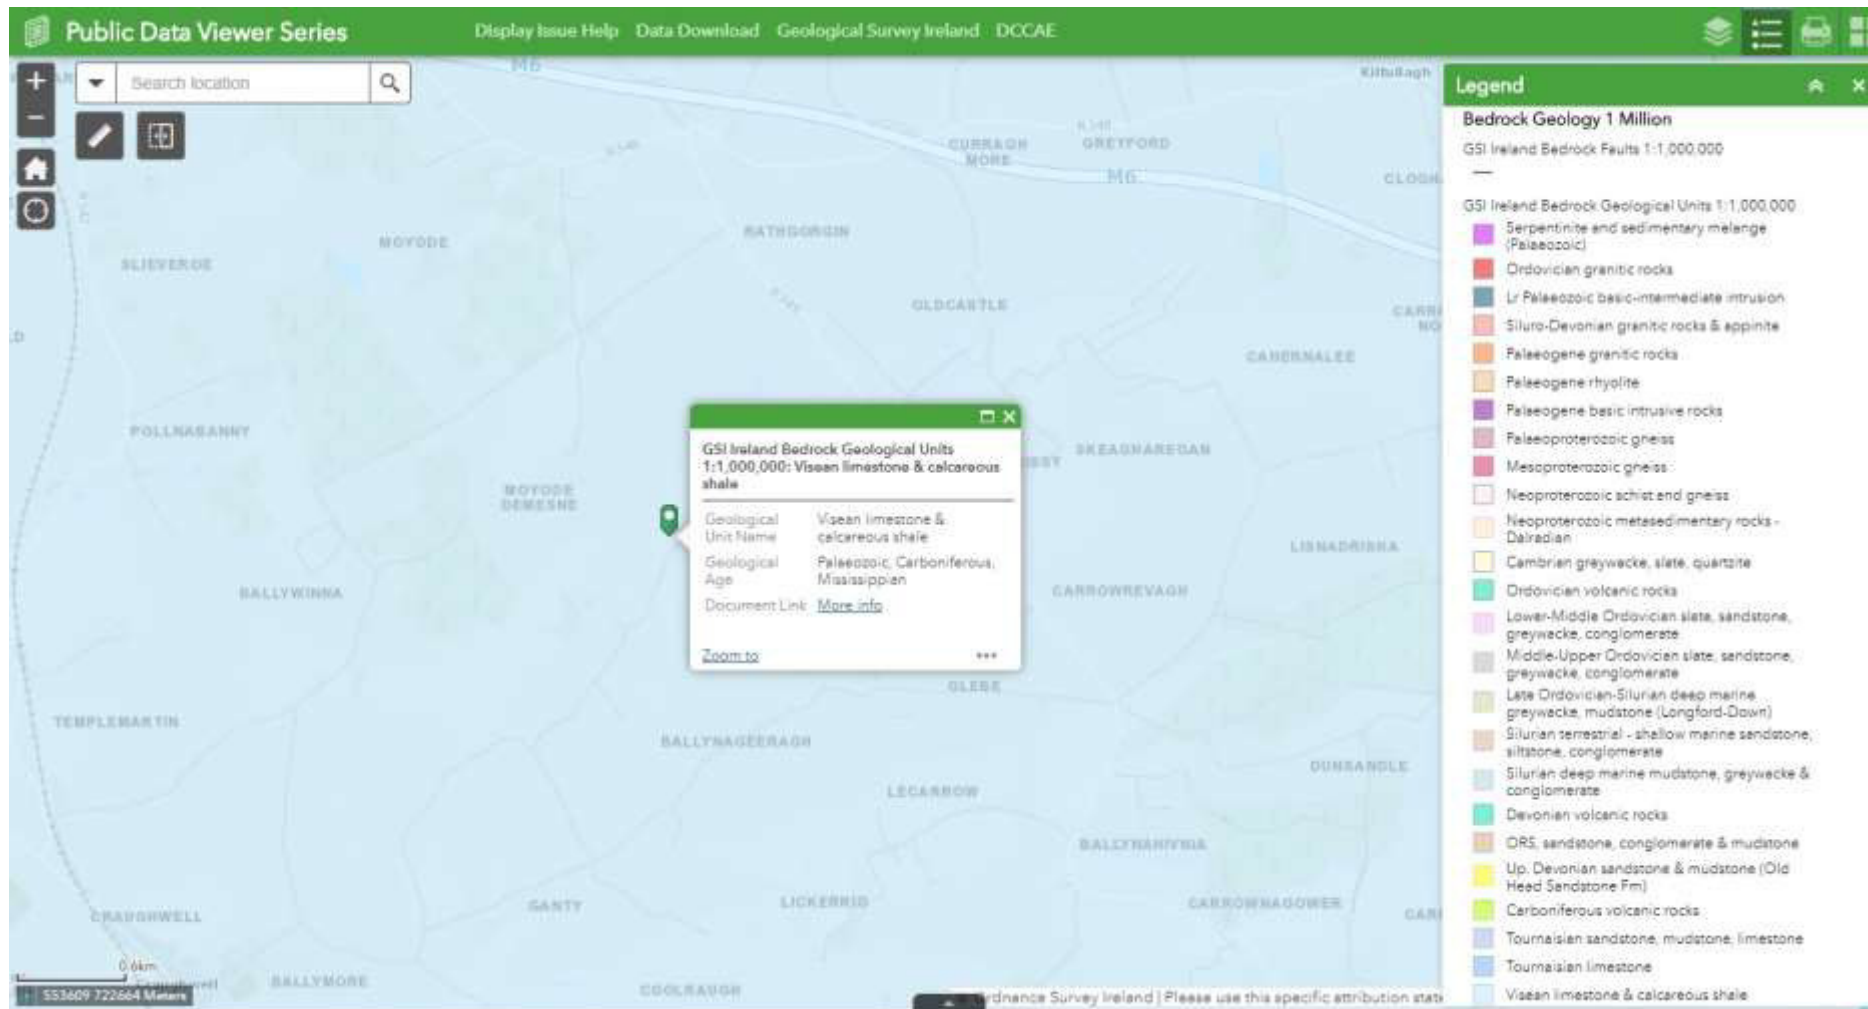 Public Data Viewer Series
Display Issue Help Data Download Geological Survey Ireland DCCAE
Search location
Legend
Bedrock Geology 1 Million
GSI Ireland Bedrock Faults 1:1,000,000
GSI Ireland Bedrock Geological Units 1:1,000,000
Serpentinite and sedimentary melange
(Palaeozoic)
Ordovician granitic rocks
Lr Palaeozoic basic-intermediate intrusion
Siluro-Devonian granitic rocks & appinite
Palaeogene granitic rocks
Palaeogene rhyolite
Palaeogene basic intrusive rocks
Palaeoproterozoic gneiss
Mesoproterozoic gneiss
Neoproterozoic schist and gneiss
Neoproterozoic metasedimentary rocks -
Dalradian
Cambrian greywacke, slate, quartzite
Ordovician volcanic rocks
Lower-Middle Ordovician slate, sandstone,
greywacke, conglomerate
Middle-Upper Ordovician slate, sandstone,
greywacke, conglomerate
Late Ordovician-Silurian deep marine
greywacke, mudstone (Longford-Down)
Silurian terrestrial - shallow marine sandstone,
siltstone, conglomerate
Silurian deep marine mudstone, greywacke &
conglomerate
Devonian volcanic rocks
ORS, sandstone, conglomerate & mudstone
Up. Devonian sandstone & mudstone (Old
Head Sandstone Fm)
Carboniferous volcanic rocks
Tournaisian sandstone, mudstone, limestone
Tournaisian limestone
Visean limestone & calcareous shale
M6
Kiltullagh
CURRAGH
MORE
GREYFORD
M6
CLOGH
RATHGORGIN
MOYODE
SLIEVEROE
OLDCASTLE
CAHERNALEE
POLLNABANNY
SKEAGHAREGAN
MOYODE
DEMESNE
LISNADRISHA
BALLYWINNA
CARROWREVAGH
GLEBE
TEMPLEMARTIN
BALLYNAGEERAGH
DUNSANDLE
LECARROW
BALLYNAHIVNIA
CRAUGHWELL
GANTY
LICKERRIG
CARROWNAGOWER
BALLYMORE
COOLRAUGH
GSI Ireland Bedrock Geological Units
1:1,000,000: Visean limestone & calcareous
shale
Geological
Unit Name
Visean limestone &
calcareous shale
Geological
Age
Palaeozoic, Carboniferous,
Mississippian
Document Link More info
Zoom to
0.6km
553609 722664 Meters
Ordnance Survey Ireland | Please use this specific attribution state